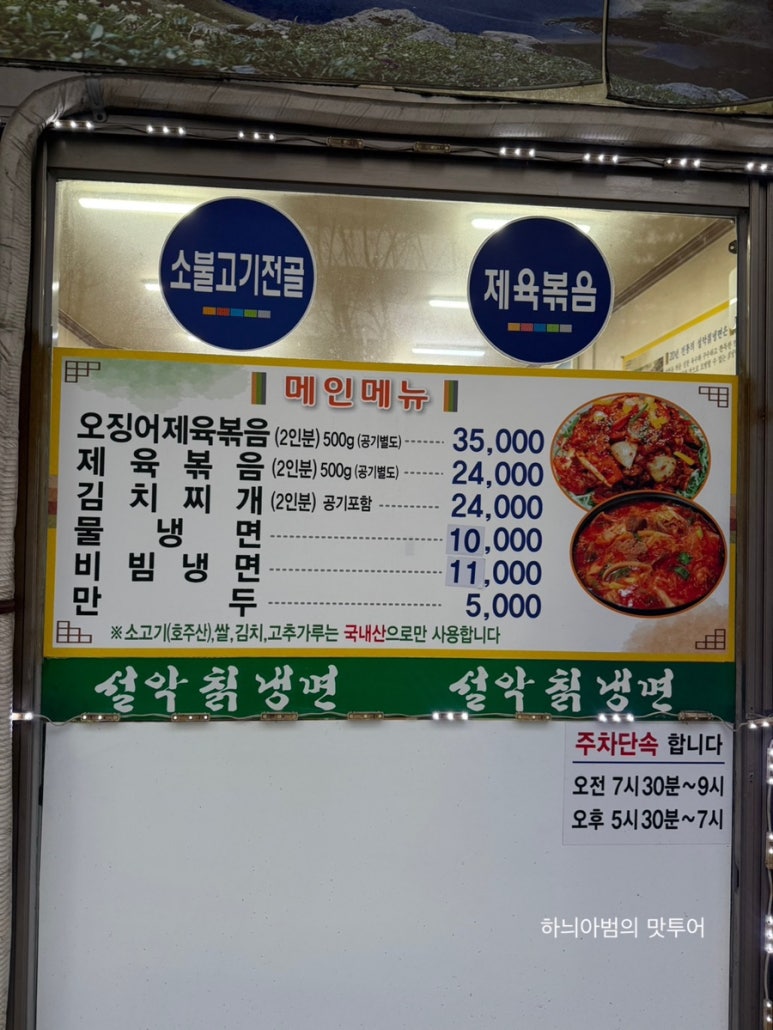 소불고기전골
제육볶음
메인메뉴
오징어제육볶음 (2인분) 500g (공기별도) 35,000
제육볶음 (2인분) 500g (공기별도) 24,000
김치찌개 (2인분) 공기포함 24,000
물냉면 10,000
비빔냉면 11,000
만두 5,000
※소고기(호주산),쌀,김치,고추가루는 국내산으로만 사용합니다
설악칡냉면 설악칡냉면
주차단속 합니다
오전 7시30분~9시
오후 5시30분~7시
하늬아범의 맛투어